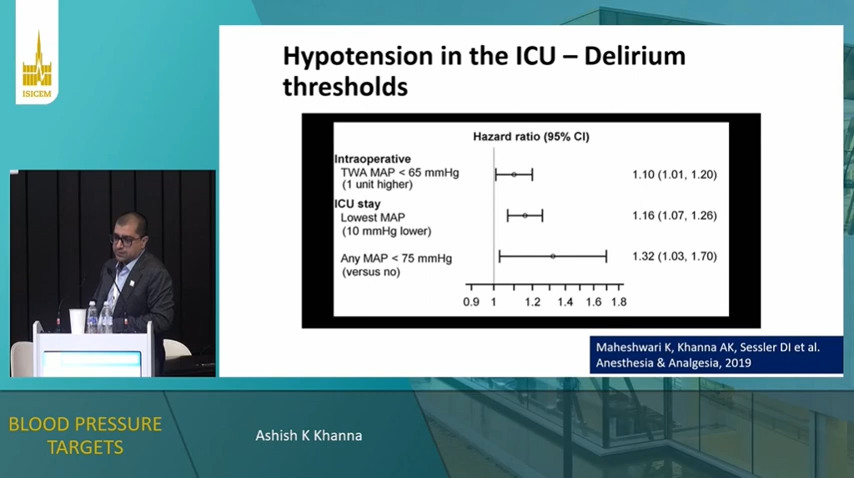 ISICEM
Hypotension in the ICU – Delirium
thresholds
Hazard ratio (95% CI)
Intraoperative
TWA MAP < 65 mmHg
(1 unit higher)
1.10 (1.01, 1.20)
ICU stay
Lowest MAP
(10 mmHg lower)
1.16 (1.07, 1.26)
Any MAP < 75 mmHg
(versus no)
1.32 (1.03, 1.70)
0.9 1 1.2 1.4 1.6 1.8
Maheshwari K, Khanna AK, Sessler DI et al.
Anesthesia & Analgesia, 2019
BLOOD PRESSURE
TARGETS
Ashish K Khanna